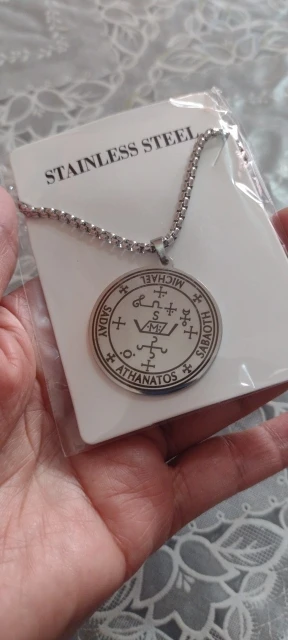 STAINLESS STEEL
MICHAEL
SABAOTH
ATHANATOS
SADAY
S
M